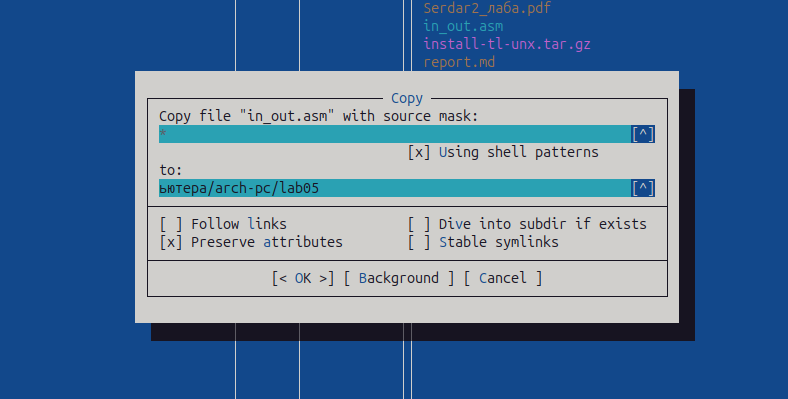 Serdar2_лаба.pdf
in_out.asm
install-tl-unx.tar.gz
report.md
Copy
Copy file "in_out.asm" with source mask:
* [^]
[x] Using shell patterns
to:
ьютера/arch-pc/lab05 [^]
[ ] Follow links [ ] Dive into subdir if exists
[x] Preserve attributes [ ] Stable symlinks
[< OK >] [ Background ] [ Cancel ]